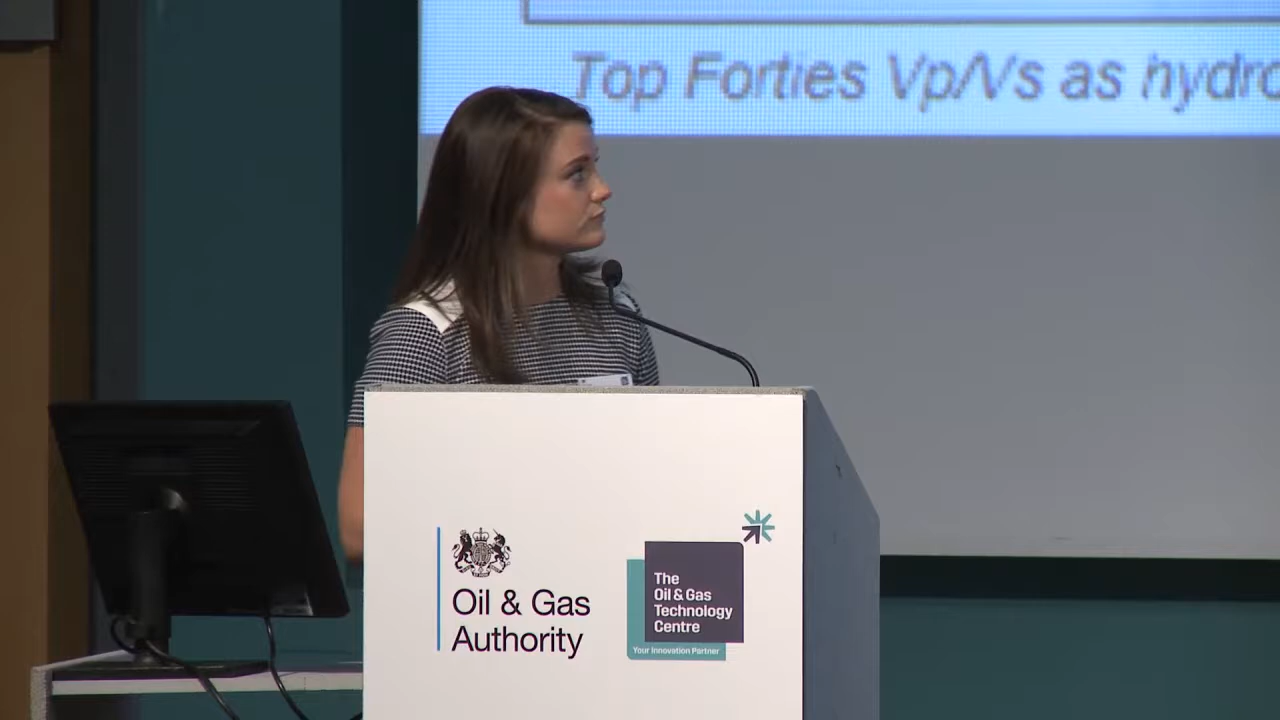 Top Forties Vp/Vs as hydro
Oil & Gas
Authority
The
Oil & Gas
Technology
Centre
Your Innovation Partner